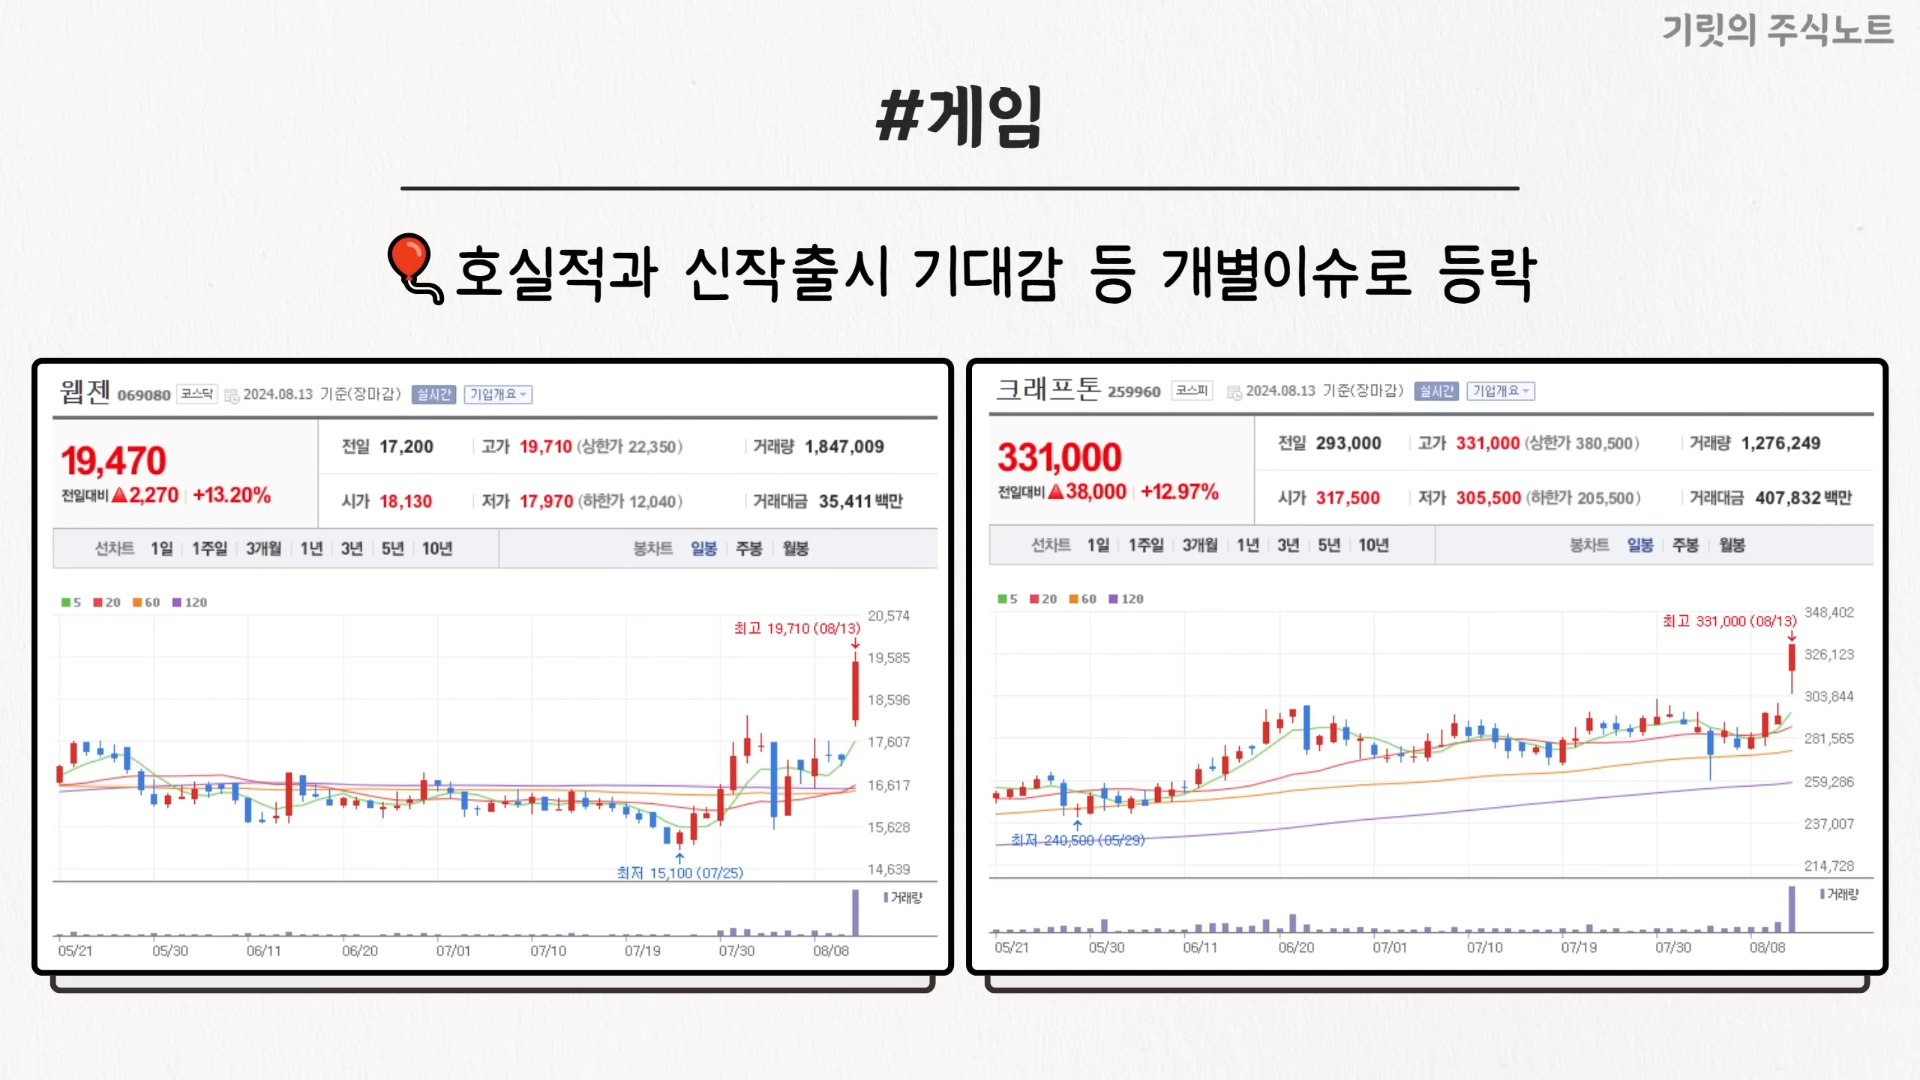 기릿의 주식노트
#게임
호실적과 신작출시 기대감 등 개별이슈로 등락
웹젠 069080 코스닥 2024.08.13 기준(장마감) 실시간 기업개요
19,470
전일대비 ▲2,270 +13.20%
전일 17,200 고가 19,710 (상한가 22,350) 거래량 1,847,009
시가 18,130 저가 17,970 (하한가 12,040) 거래대금 35,411 백만
선차트 1일 1주일 3개월 1년 3년 5년 10년 봉차트 일봉 주봉 월봉
5 20 60 120
최고 19,710 (08/13)
최저 15,100 (07/25)
20,574
19,585
18,596
17,607
16,617
15,628
14,639
거래량
05/21 05/30 06/11 06/20 07/01 07/10 07/19 07/30 08/08
크래프톤 259960 코스피 2024.08.13 기준(장마감) 실시간 기업개요
331,000
전일대비 ▲38,000 +12.97%
전일 293,000 고가 331,000 (상한가 380,500) 거래량 1,276,249
시가 317,500 저가 305,500 (하한가 205,500) 거래대금 407,832 백만
선차트 1일 1주일 3개월 1년 3년 5년 10년 봉차트 일봉 주봉 월봉
5 20 60 120
최고 331,000 (08/13)
최저 240,500 (05/29)
348,402
326,123
303,844
281,565
259,286
237,007
214,728
거래량
05/21 05/30 06/11 06/20 07/01 07/10 07/19 07/30 08/08